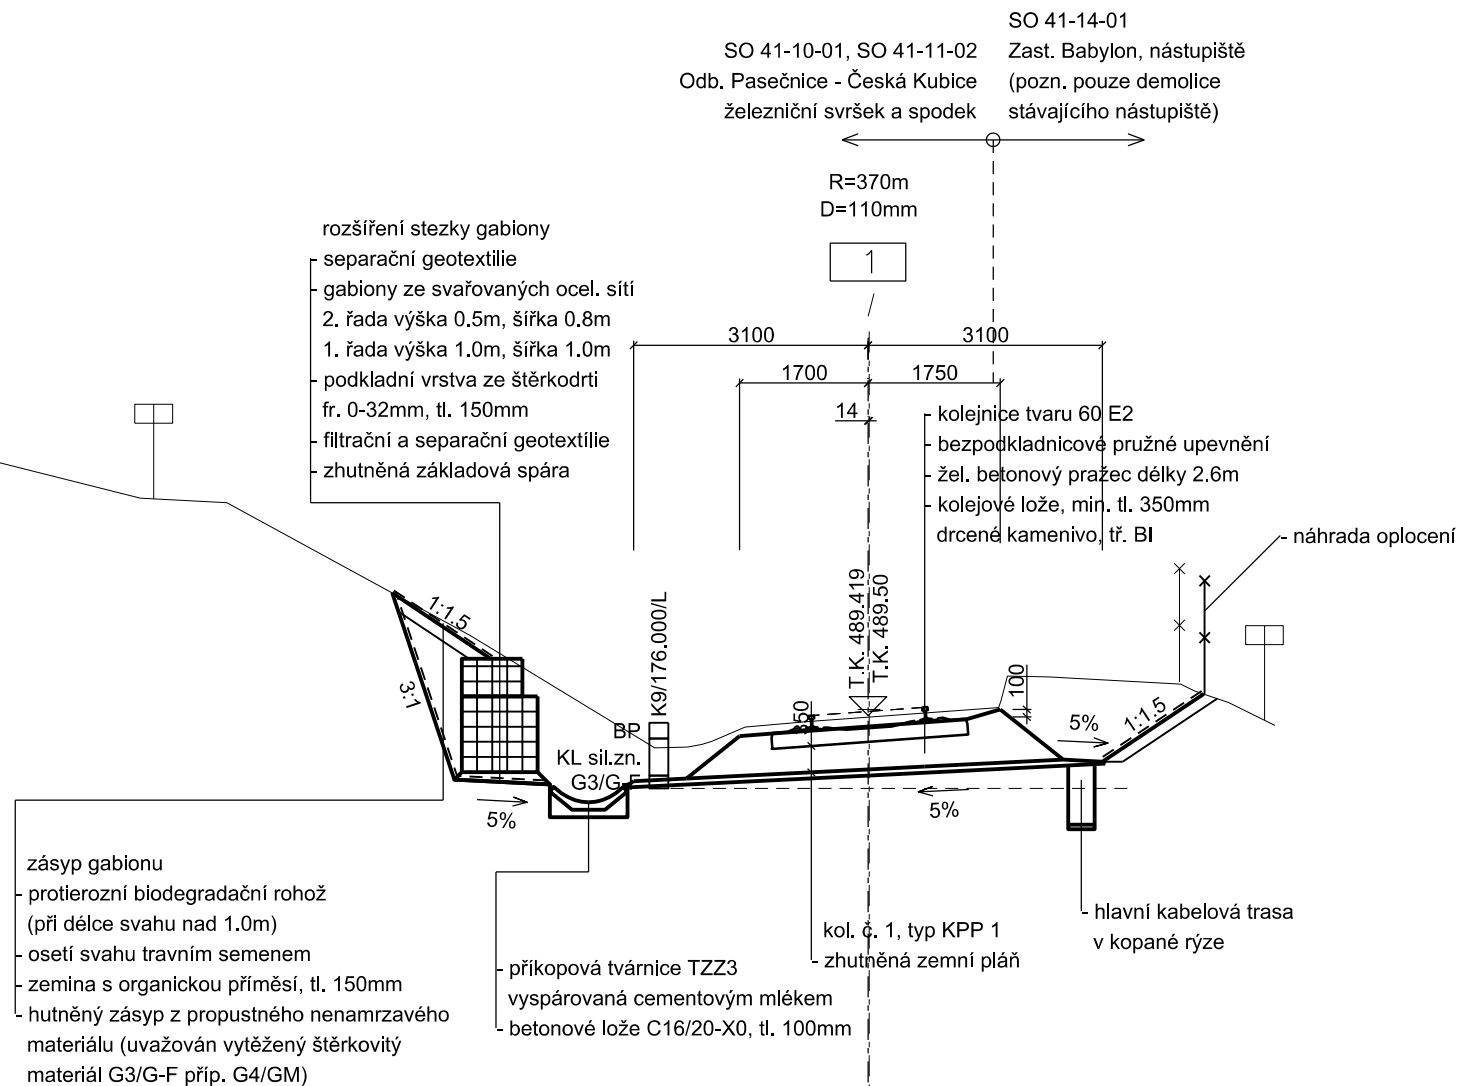 SO 41-14-01
SO 41-10-01, SO 41-11-02
Zast. Babylon, nástupiště
Odb. Pasečnice - Česká Kubice
(pozn. pouze demolice
železniční svršek a spodek
stávajícího nástupiště)
R=370m
D=110mm
1
rozšíření stezky gabiony
- separační geotextilie
- gabiony ze svařovaných ocel. sítí
2. řada výška 0.5m, šířka 0.8m
1. řada výška 1.0m, šířka 1.0m
- podkladní vrstva ze štěrkodrti
fr. 0-32mm, tl. 150mm
- filtrační a separační geotextílie
- zhutněná základová spára
3100
3100
1700
1750
14
- kolejnice tvaru 60 E2
- bezpodkladnicové pružné upevnění
- žel. betonový pražec délky 2.6m
- kolejové lože, min. tl. 350mm
drcené kamenivo, tř. BI
- náhrada oplocení
1:1.5
3:1
K9/176.000/L
T.K. 489.419
T.K. 489.50
350
100
5%
1:1.5
BP
KL sil.zn.
G3/G-F
5%
5%
zásyp gabionu
- protierozní biodegradační rohož
(při délce svahu nad 1.0m)
- osetí svahu travním semenem
- zemina s organickou příměsí, tl. 150mm
- hutněný zásyp z propustného nenamrzavého
materiálu (uvažován vytěžený štěrkovitý
materiál G3/G-F příp. G4/GM)
- příkopová tvárnice TZZ3
vyspárovaná cementovým mlékem
- betonové lože C16/20-X0, tl. 100mm
kol. č. 1, typ KPP 1
- zhutněná zemní pláň
- hlavní kabelová trasa
v kopané rýze